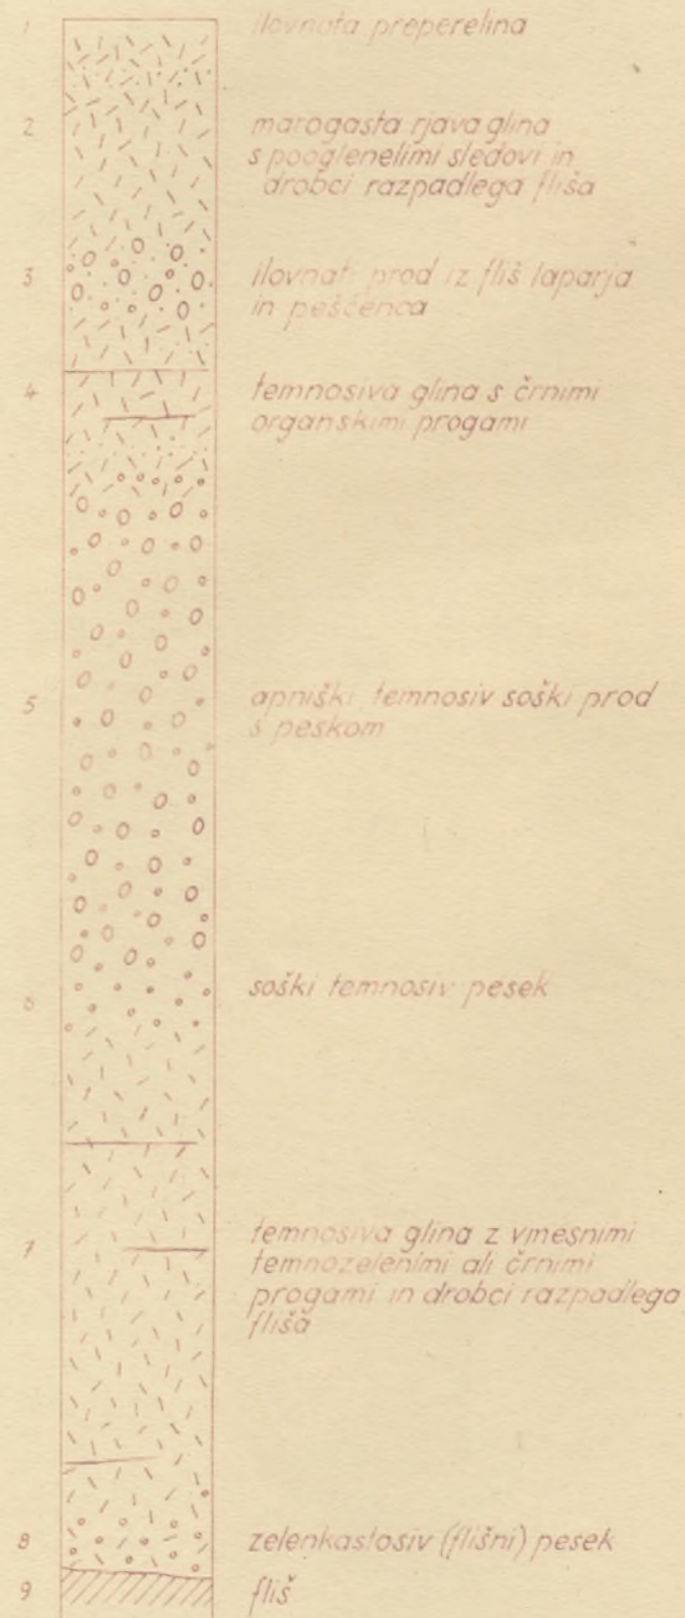 1 ilovnata preperelina
2 marogasta rjava glina
s pooglenelimi sledovi in
drobci razpadlega fliša
3 ilovnati prod iz fliš laparja
in peščenca
4 temnosiva glina s črnimi
organskimi progami
5 apniški temnosiv soški prod
s peskom
6 soški temnosiv pesek
7 temnosiva glina z vmesnimi
temnozelenimi ali črnimi
progami in drobci razpadlega
fliša
8 zelenkastosiv (flišni) pesek
9 fliš